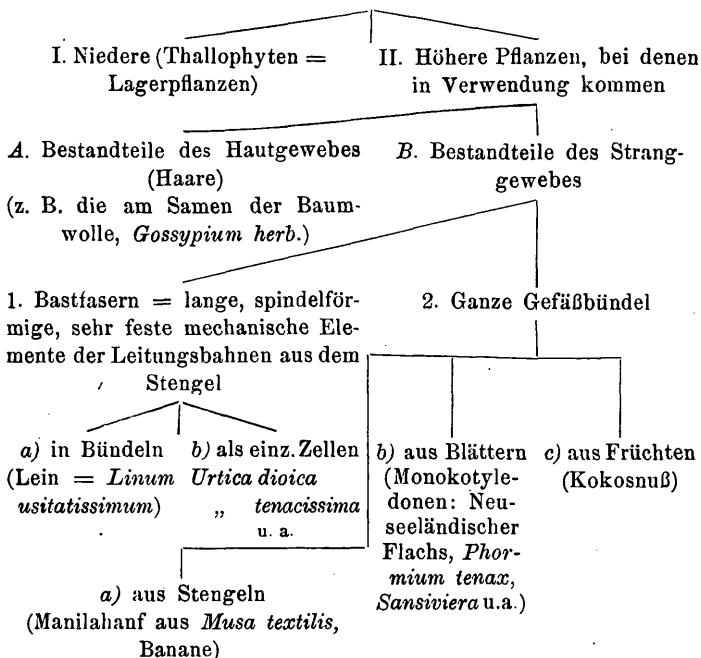 I. Niedere (Thallophyten =
Lagerpflanzen)
II. Höhere Pflanzen, bei denen
in Verwendung kommen
A. Bestandteile des Hautgewebes
(Haare)
(z. B. die am Samen der Baum-
wolle, Gossypium herb.)
B. Bestandteile des Strang-
gewebes
1. Bastfasern = lange, spindelför-
mige, sehr feste mechanische Ele-
mente der Leitungsbahnen aus dem
Stengel
2. Ganze Gefäßbündel
a) in Bündeln
(Lein = Linum
usitatissimum)
b) als einz. Zellen
Urtica dioica
„ tenacissima
u. a.
a) aus Stengeln
(Manilahanf aus Musa textilis,
Banane)
b) aus Blättern
(Monokotyle-
donen: Neu-
seeländischer
Flachs, Phor-
mium tenax,
Sansiviera u.a.)
c) aus Früchten
(Kokosnuß)